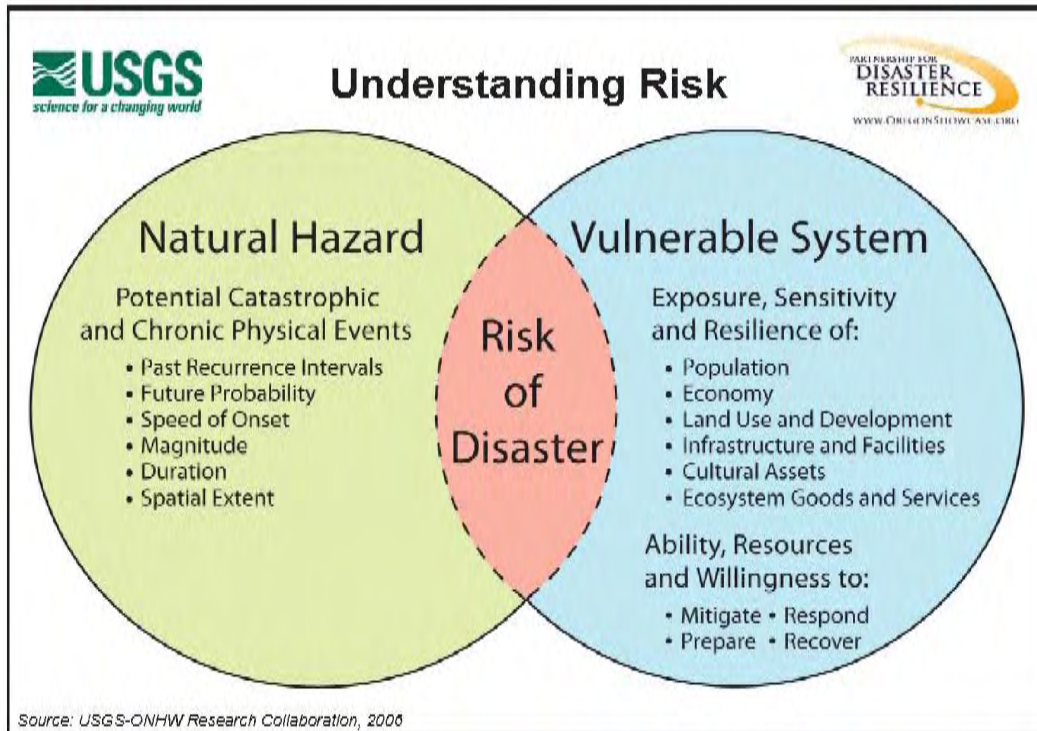 USGS
science for a changing world
Understanding Risk
PARTNERSHIP FOR
DISASTER
RESILIENCE
WWW.OREGONSHOWCASE.ORG
Natural Hazard
Potential Catastrophic
and Chronic Physical Events
• Past Recurrence Intervals
• Future Probability
• Speed of Onset
• Magnitude
• Duration
• Spatial Extent
Risk
of
Disaster
Vulnerable System
Exposure, Sensitivity
and Resilience of:
• Population
• Economy
• Land Use and Development
• Infrastructure and Facilities
• Cultural Assets
• Ecosystem Goods and Services
Ability, Resources
and Willingness to:
• Mitigate • Respond
• Prepare • Recover
Source: USGS-ONHW Research Collaboration, 2006